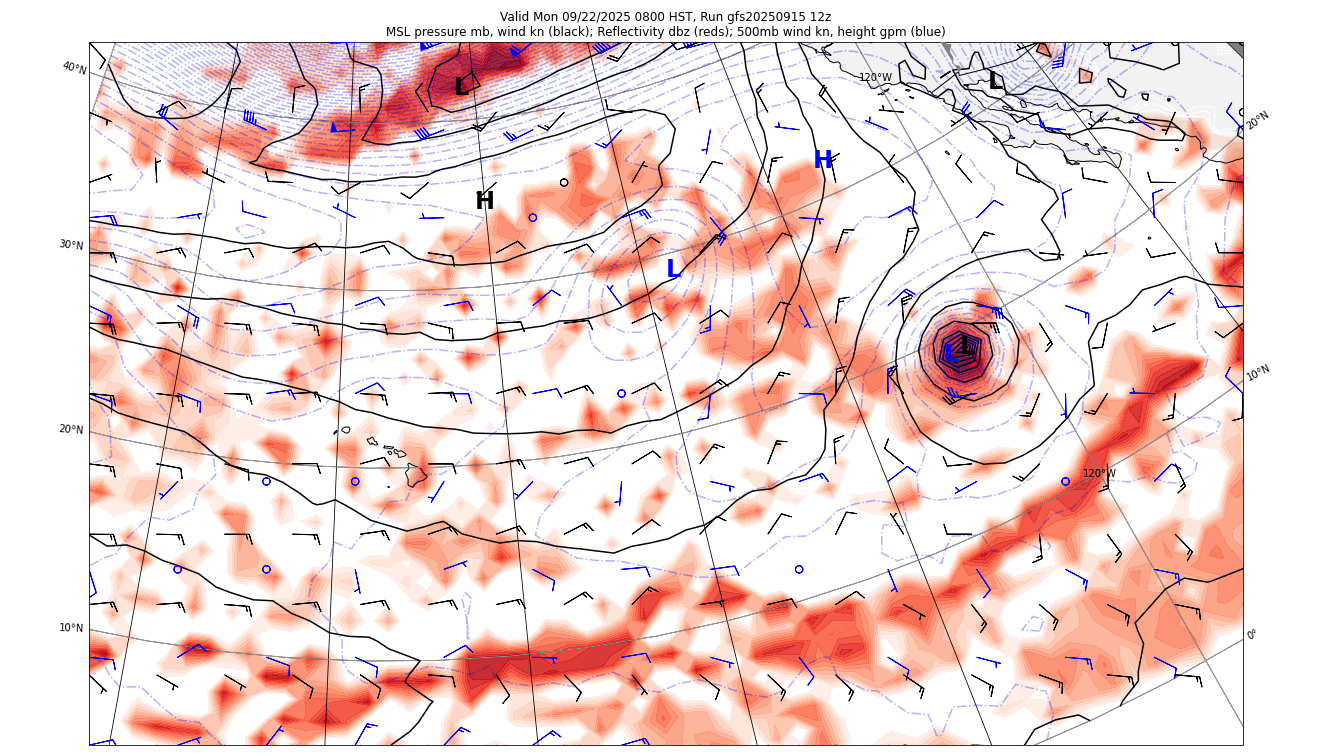 Valid Mon 09/22/2025 0800 HST, Run gfs20250915 12z
MSL pressure mb, wind kn (black); Reflectivity dbz (reds); 500mb wind kn, height gpm (blue)
40°N
120°W
L
L
20°N
H
H
30°N
L
L
L
10°N
20°N
120°W
10°N
0°